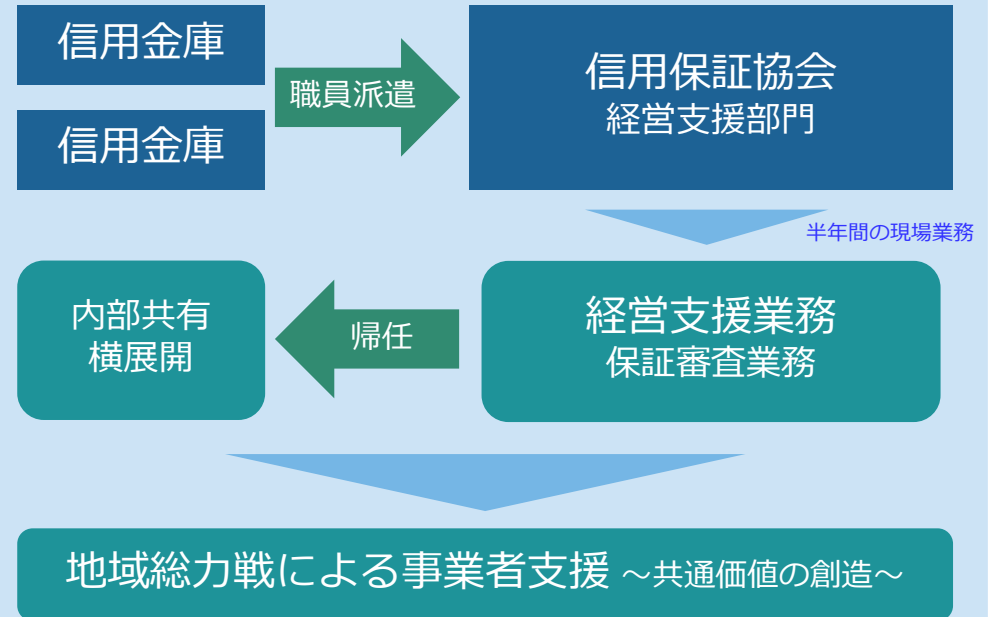 信用金庫
職員派遣
信用金庫
信用保証協会
経営支援部門
半年間の現場業務
経営支援業務
保証審査業務
帰任
内部共有
横展開
地域総力戦による事業者支援 ~共通価値の創造~